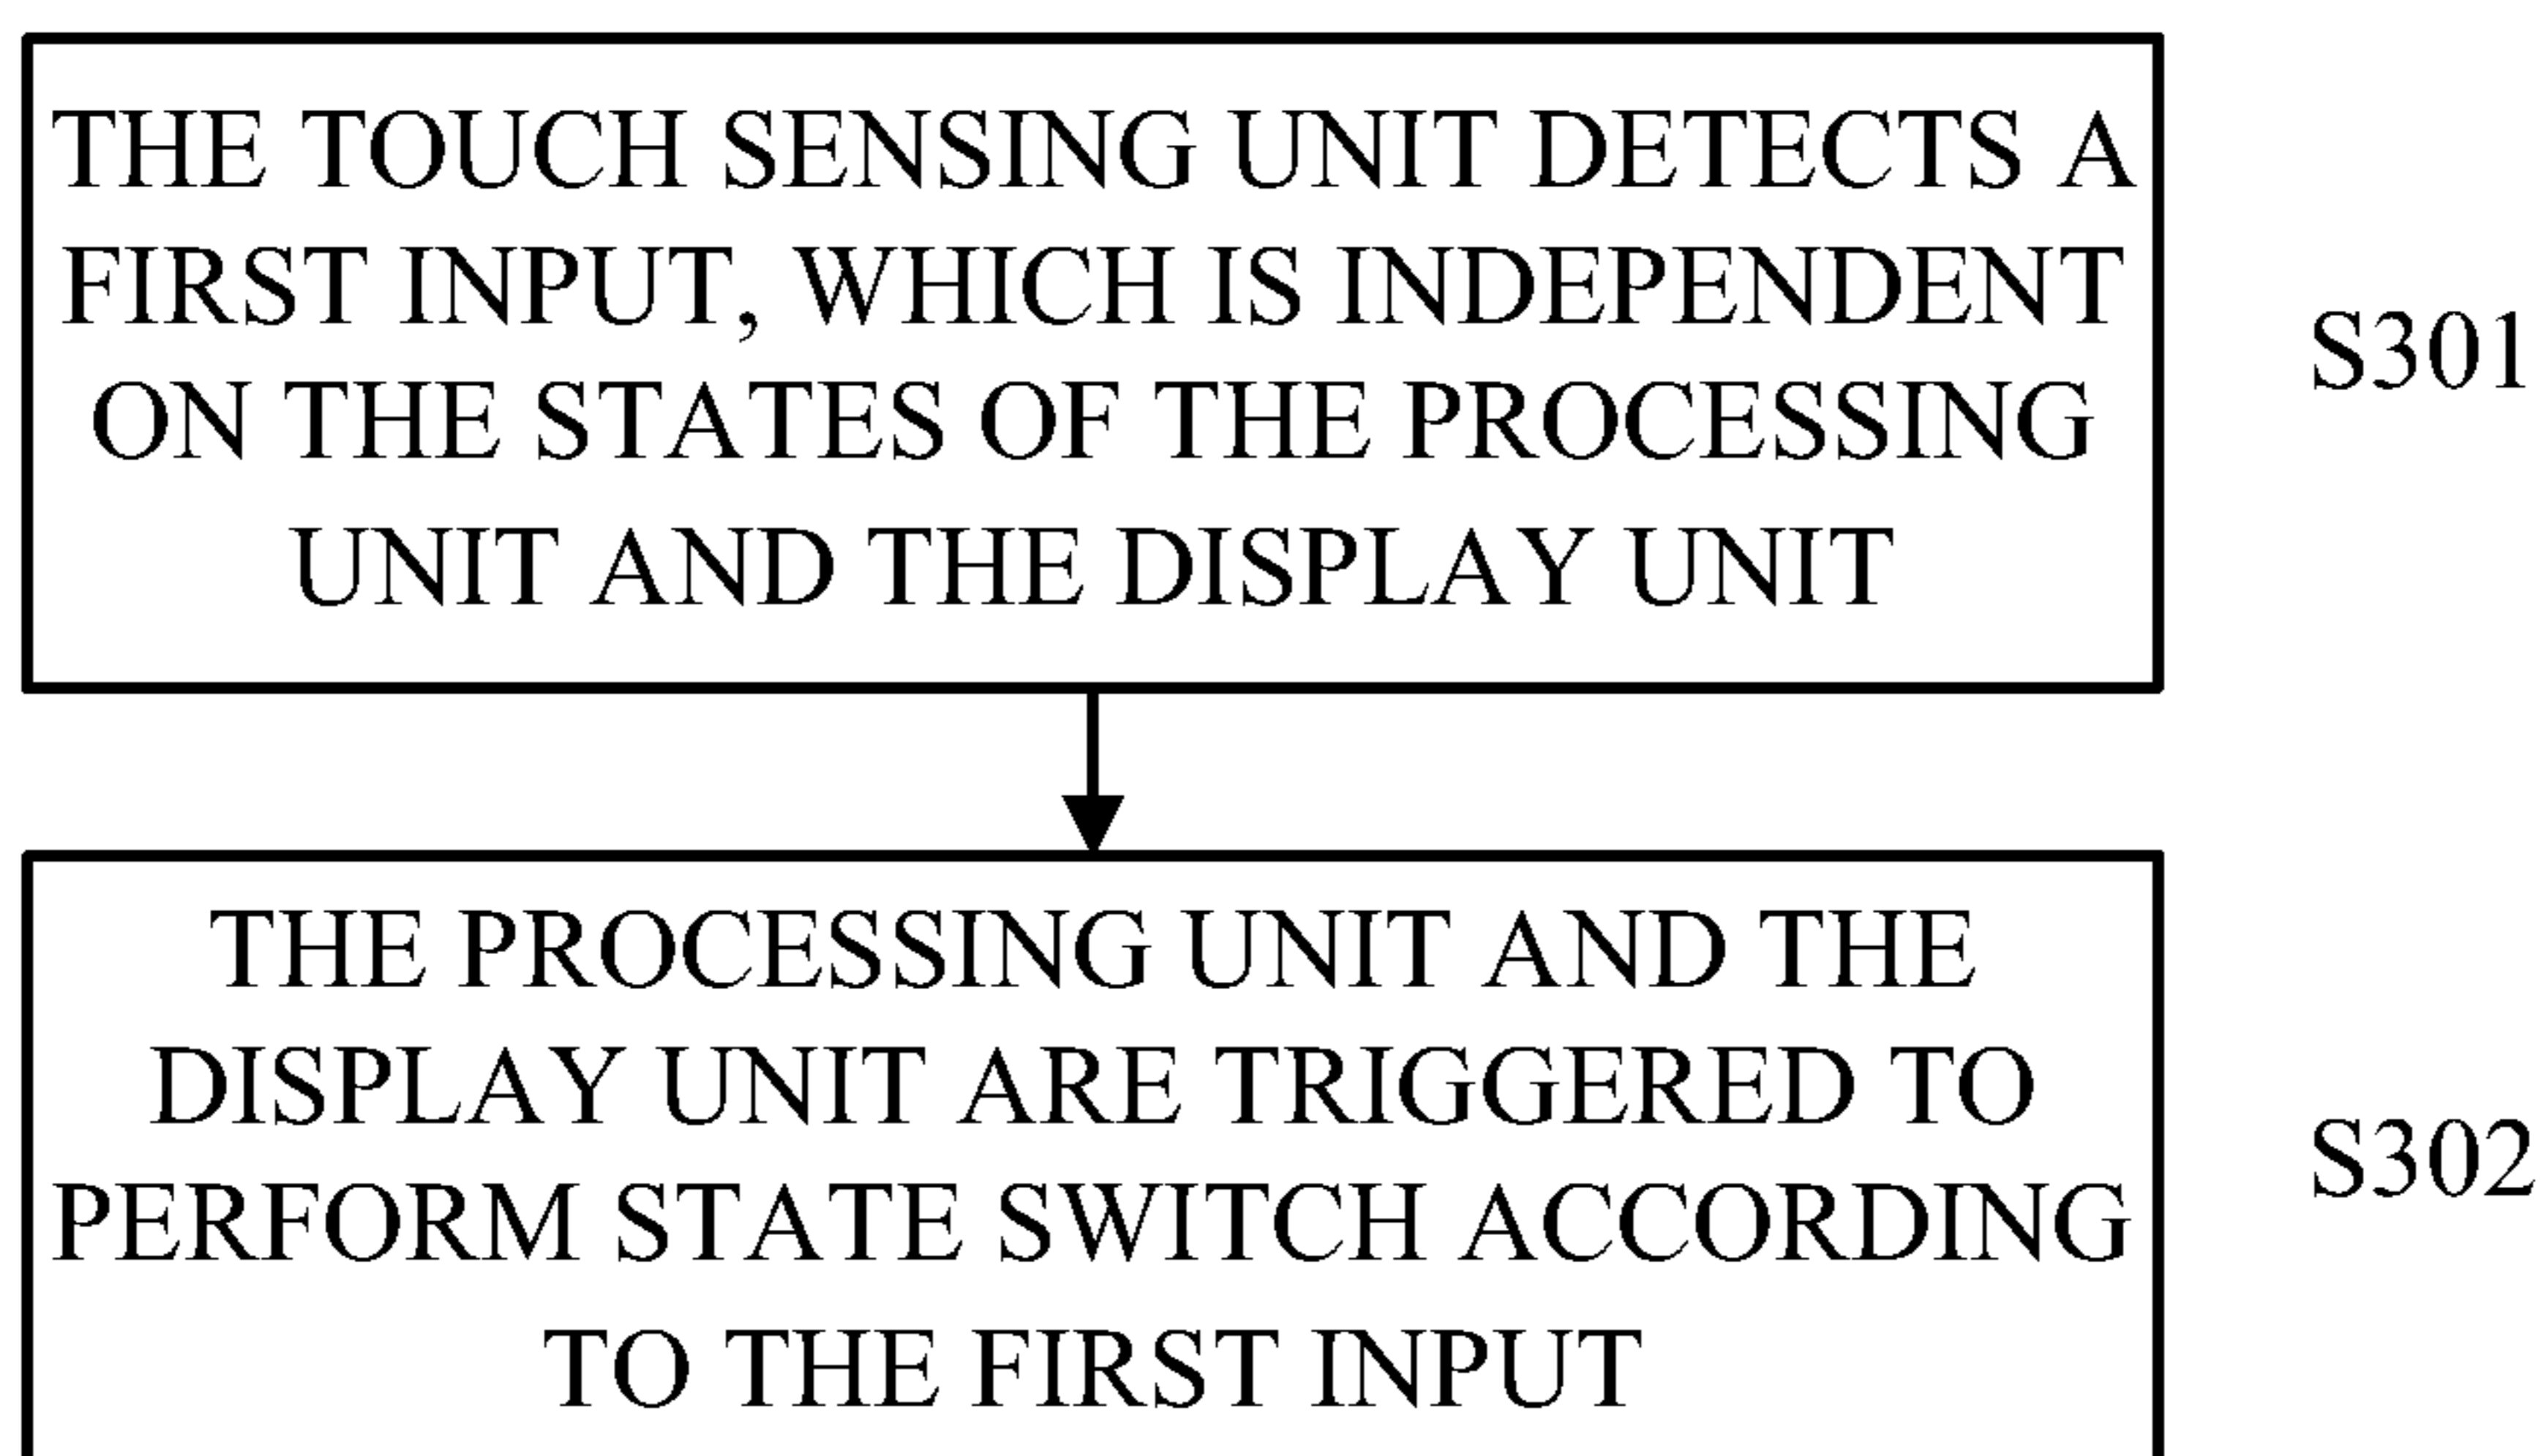 THE TOUCH SENSING UNIT DETECTS A
FIRST INPUT, WHICH IS INDEPENDENT
ON THE STATES OF THE PROCESSING
UNIT AND THE DISPLAY UNIT
S301
THE PROCESSING UNIT AND THE
DISPLAY UNIT ARE TRIGGERED TO
PERFORM STATE SWITCH ACCORDING
TO THE FIRST INPUT
S302